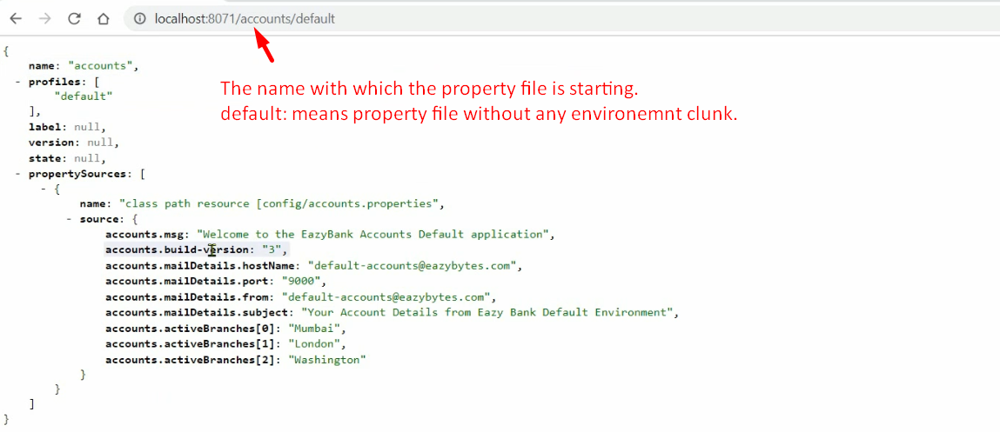 localhost:8071/accounts/default
{
name: "accounts",
- profiles: [
"default"
],
label: null,
version: null,
state: null,
- propertySources: [
- {
name: "class path resource [config/accounts.properties",
- source: {
accounts.msg: "Welcome to the EazyBank Accounts Default application",
accounts.build-version: "3",
accounts.mailDetails.hostName: "default-accounts@eazybytes.com",
accounts.mailDetails.port: "9000",
accounts.mailDetails.from: "default-accounts@eazybytes.com",
accounts.mailDetails.subject: "Your Account Details from Eazy Bank Default Environment",
accounts.activeBranches[0]: "Mumbai",
accounts.activeBranches[1]: "London",
accounts.activeBranches[2]: "Washington"
}
}
]
}
The name with which the property file is starting.
default: means property file without any environemnt clunk.